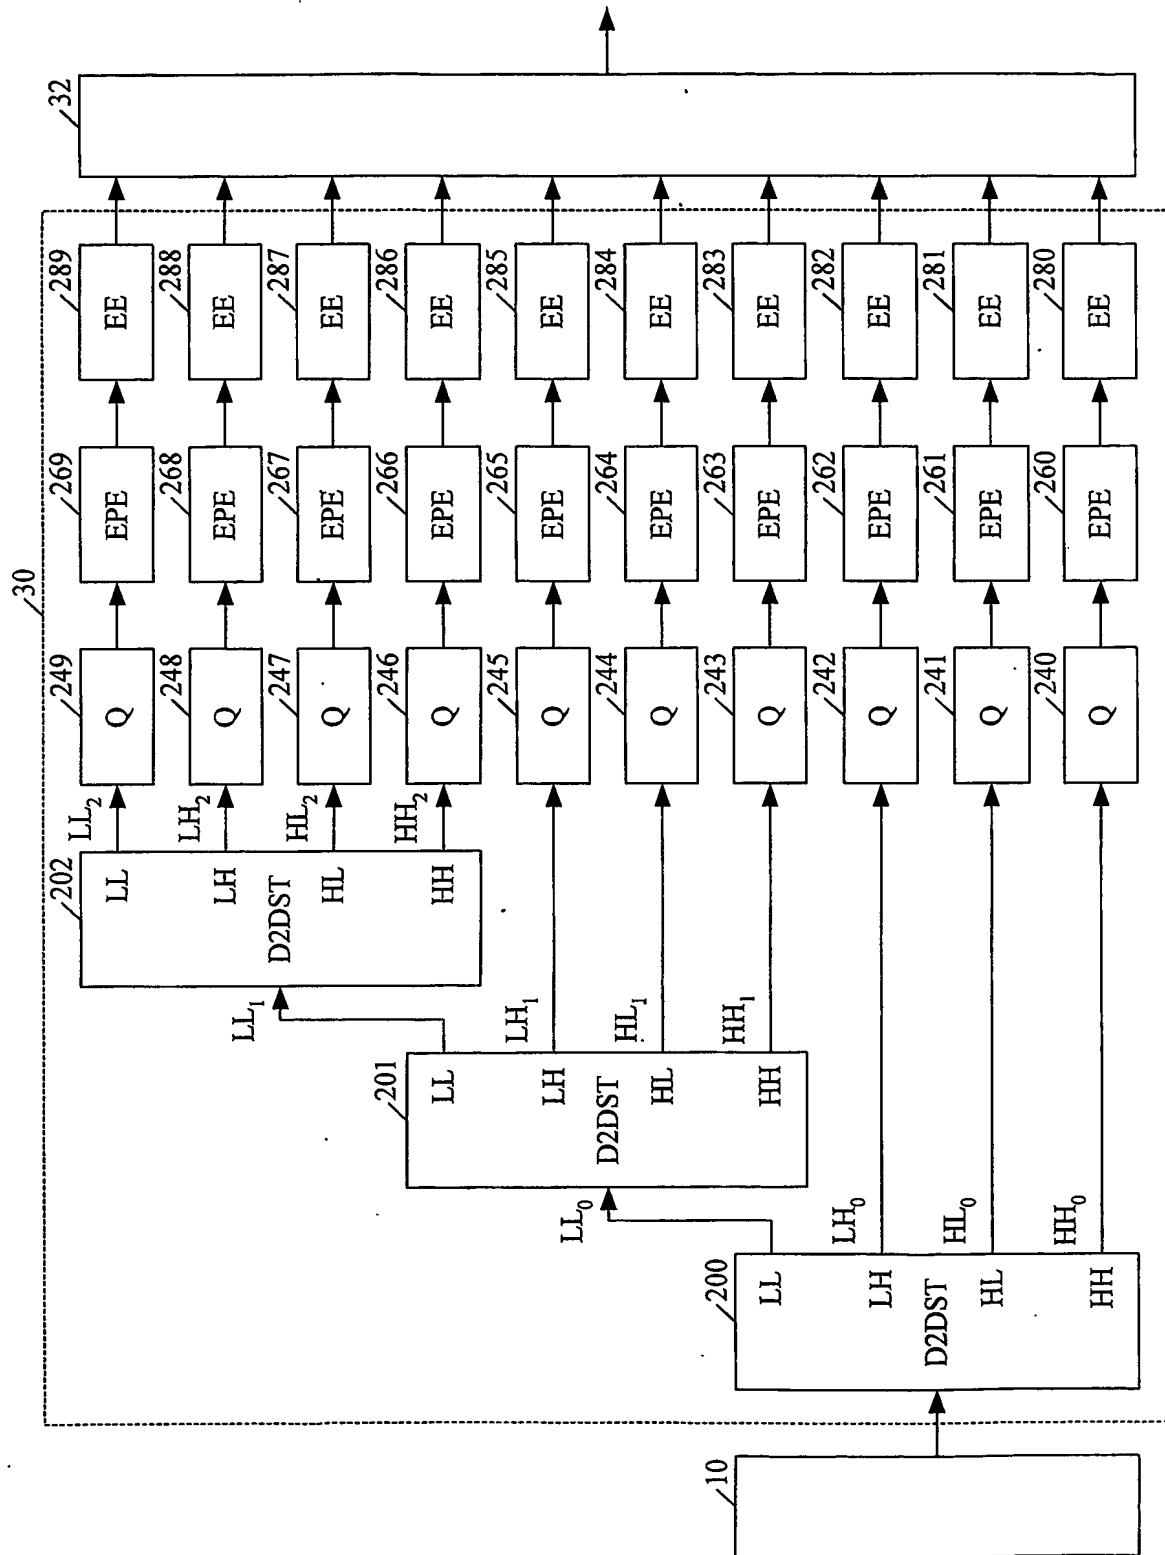 32
30
289
288
287
286
285
284
283
282
281
280
EE
EE
EE
EE
EE
EE
EE
EE
EE
EE
269
268
267
266
265
264
263
262
261
260
EPE
EPE
EPE
EPE
EPE
EPE
EPE
EPE
EPE
EPE
249
248
247
246
245
244
243
242
241
240
Q
Q
Q
Q
Q
Q
Q
Q
Q
Q
LL₂
LH₂
HL₂
HH₂
202
LL
LH
HL
HH
D2DST
LL₁
LH₁
HL₁
HH₁
201
LL
LH
HL
HH
D2DST
LL₀
LH₀
HL₀
HH₀
200
LL
LH
HL
HH
D2DST
10